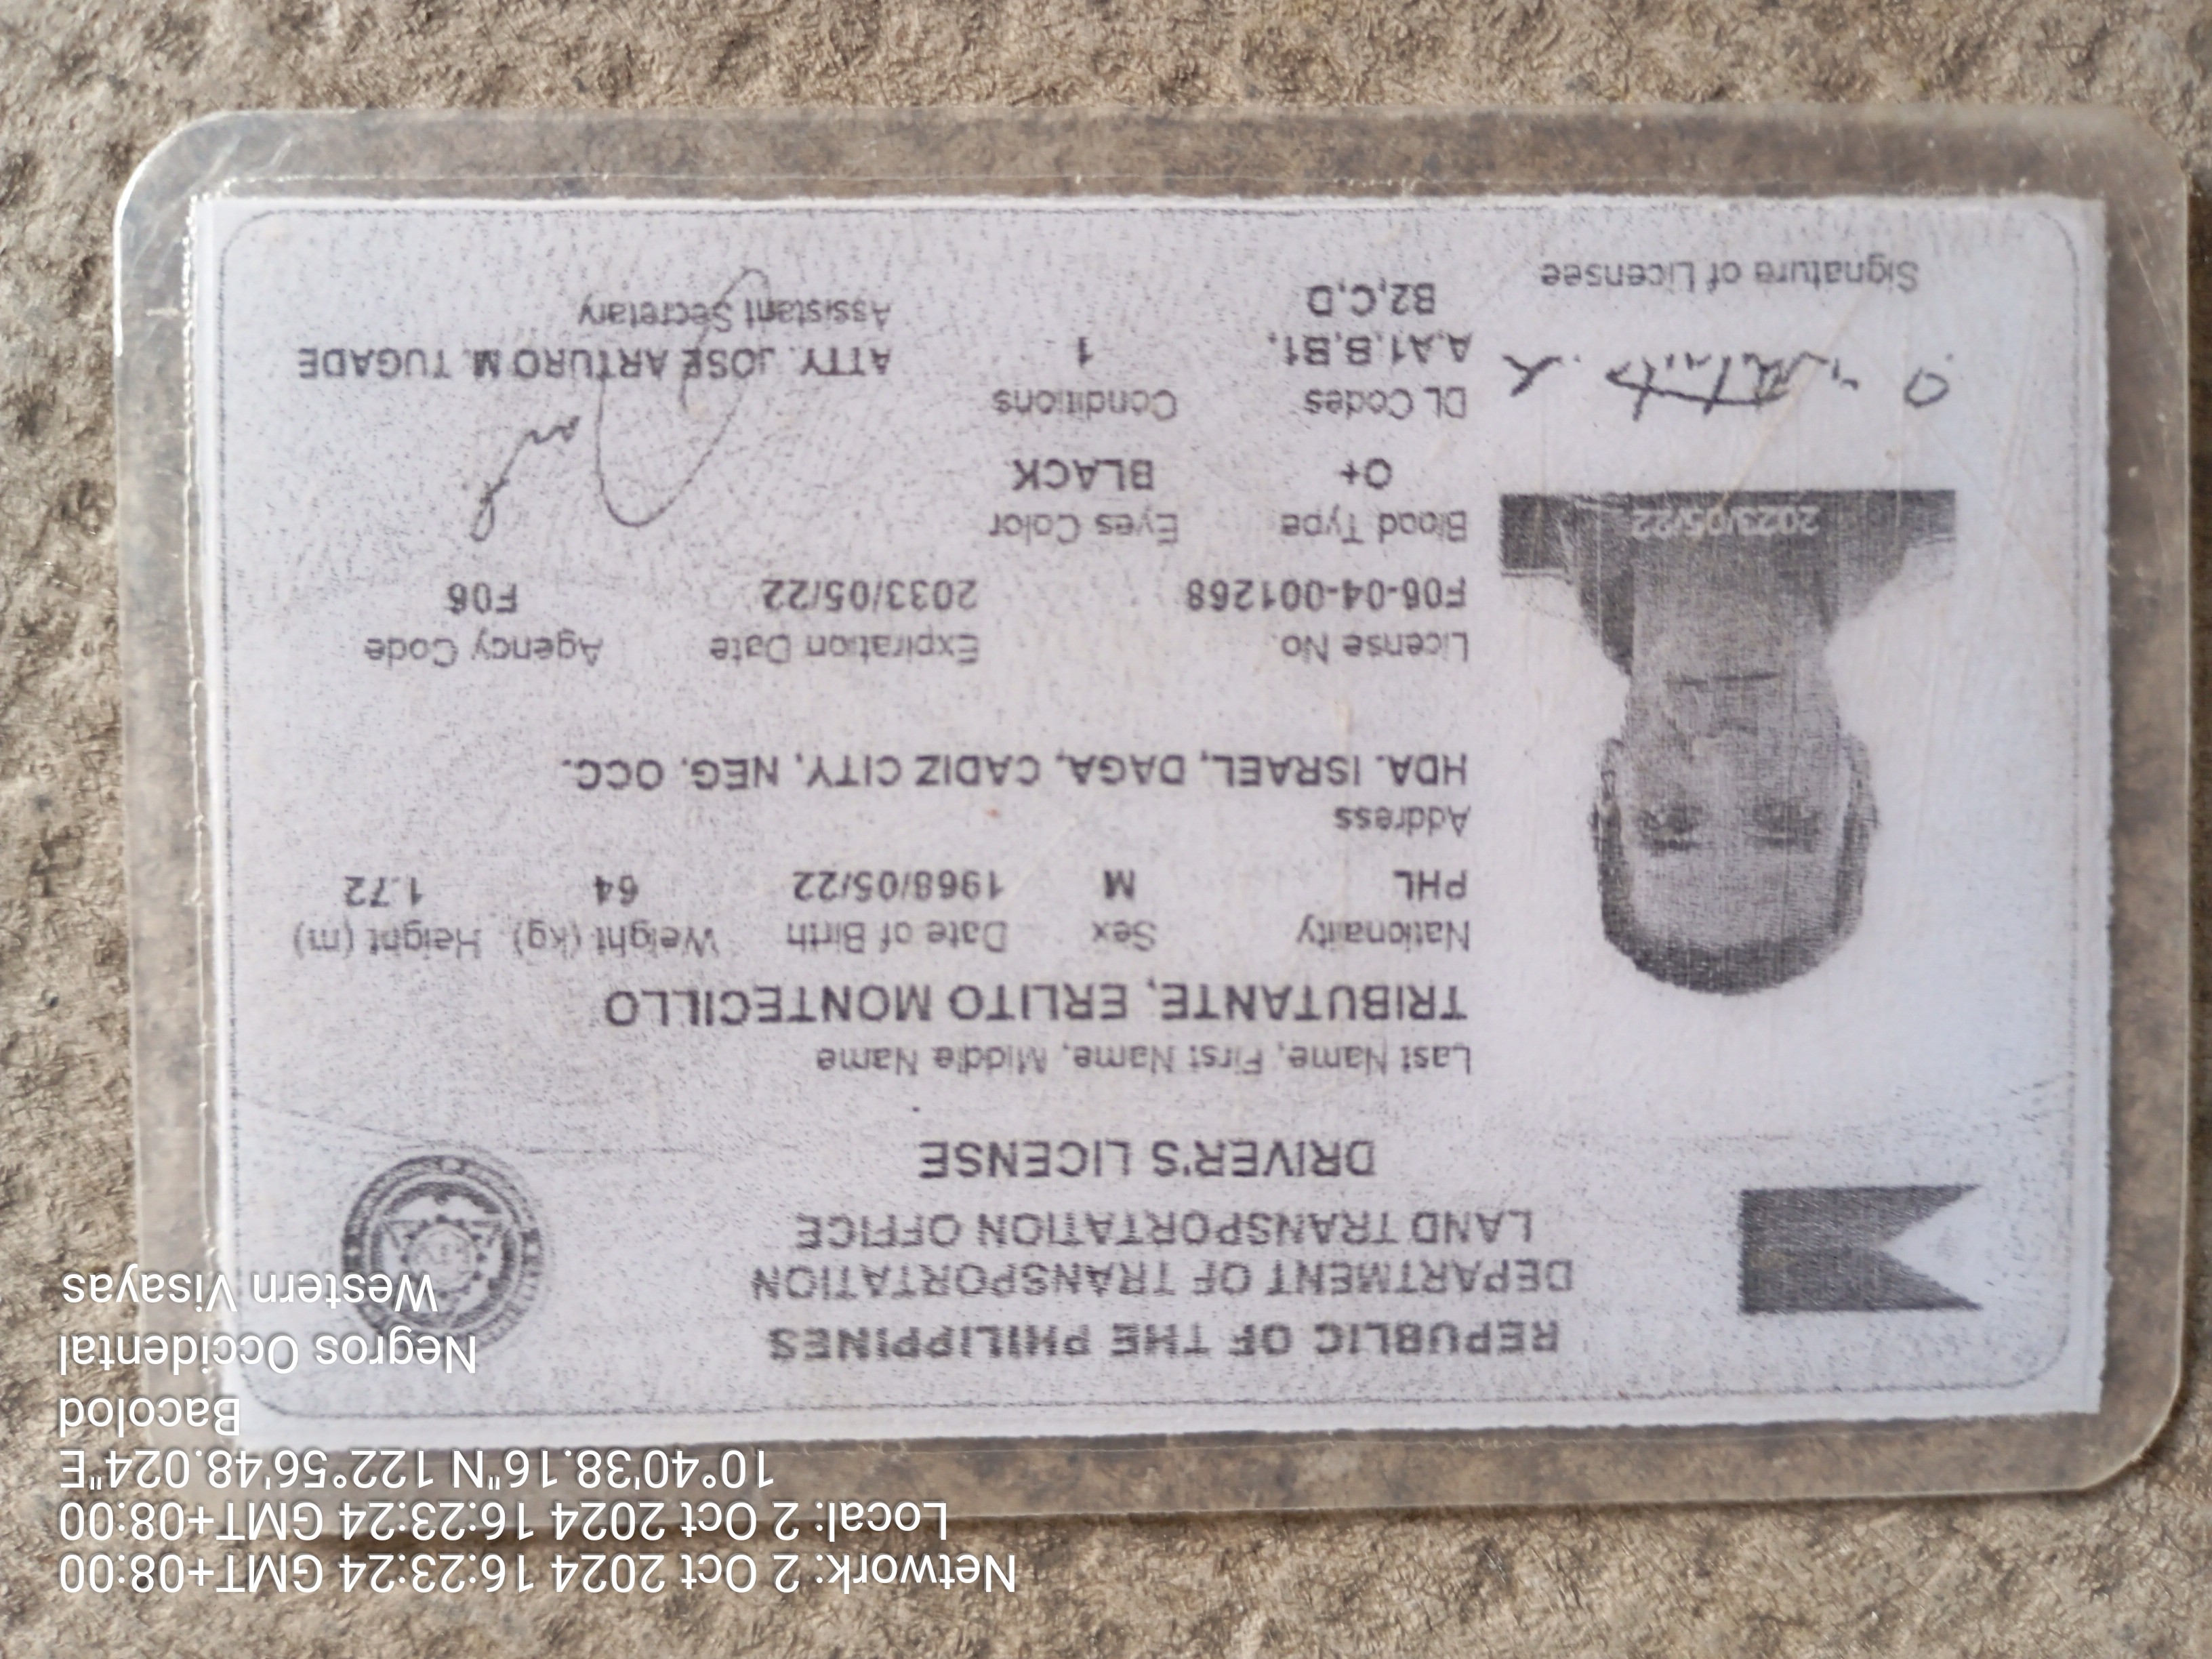 REPUBLIC OF THE PHILIPPINES
DEPARTMENT OF TRANSPORTATION
LAND TRANSPORTATION OFFICE
DRIVER'S LICENSE
Last Name, First Name, Middle Name
TRIBUTANTE, ERLITO MONTECILLO
Nationality Sex Date of Birth Weight (kg) Height (m)
PHL M 1968/05/22 64 1.72
Address
HDA. ISRAEL, DAGA, CADIZ CITY, NEG. OCC.
License No. Expiration Date Agency Code
F06-04-001268 2033/05/22 F06
2023/05/22
Blood Type Eyes Color
O+ BLACK
DL Codes Conditions
A,A1,B,B1, 1
B2,C,D
ATTY. JOSE ARTURO M. TUGADE
Assistant Secretary
Signature of Licensee
Network: 2 Oct 2024 16:23:24 GMT+08:00
Local: 2 Oct 2024 16:23:24 GMT+08:00
10°40'38.16"N 122°56'48.024"E
Bacolod
Negros Occidental
Western Visayas